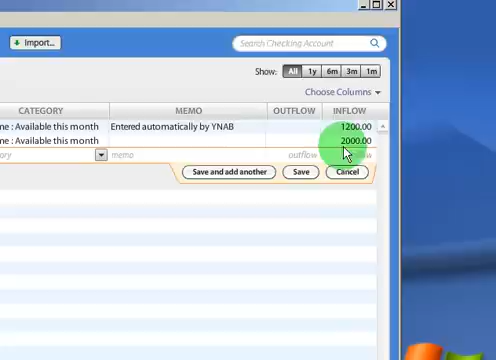 Import...
Search Checking Account
Show: All 1y 6m 3m 1m
Choose Columns
CATEGORY MEMO OUTFLOW INFLOW
me : Available this month Entered automatically by YNAB 1200.00
me : Available this month 2000.00
memo outflow
Save and add another Save Cancel